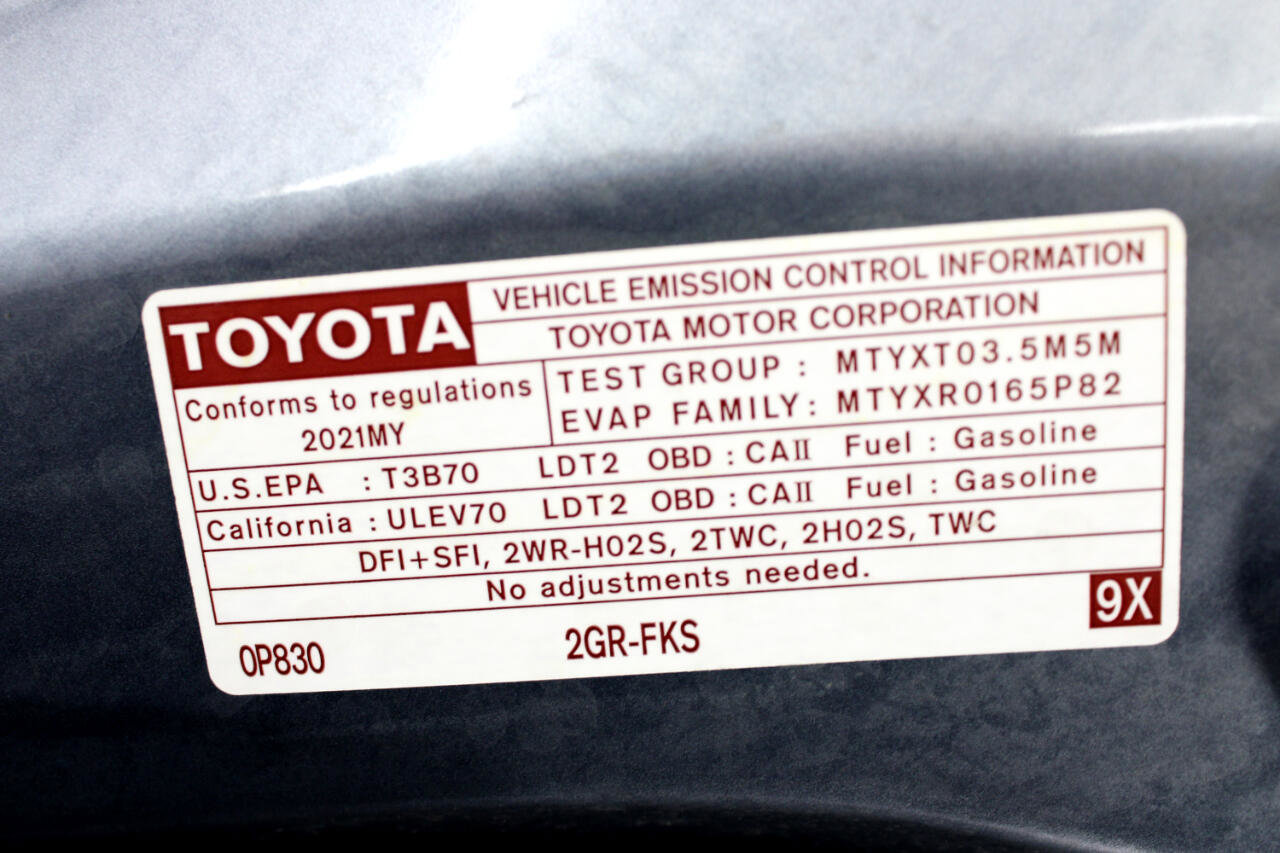 TOYOTA
VEHICLE EMISSION CONTROL INFORMATION
TOYOTA MOTOR CORPORATION
Conforms to regulations
2021MY
TEST GROUP : MTYXT03.5M5M
EVAP FAMILY: MTYXR0165P82
U.S.EPA : T3B70 LDT2 OBD : CAII Fuel : Gasoline
California : ULEV70 LDT2 OBD : CAII Fuel : Gasoline
DFI+SFI, 2WR-HO2S, 2TWC, 2HO2S, TWC
No adjustments needed.
0P830 2GR-FKS 9X